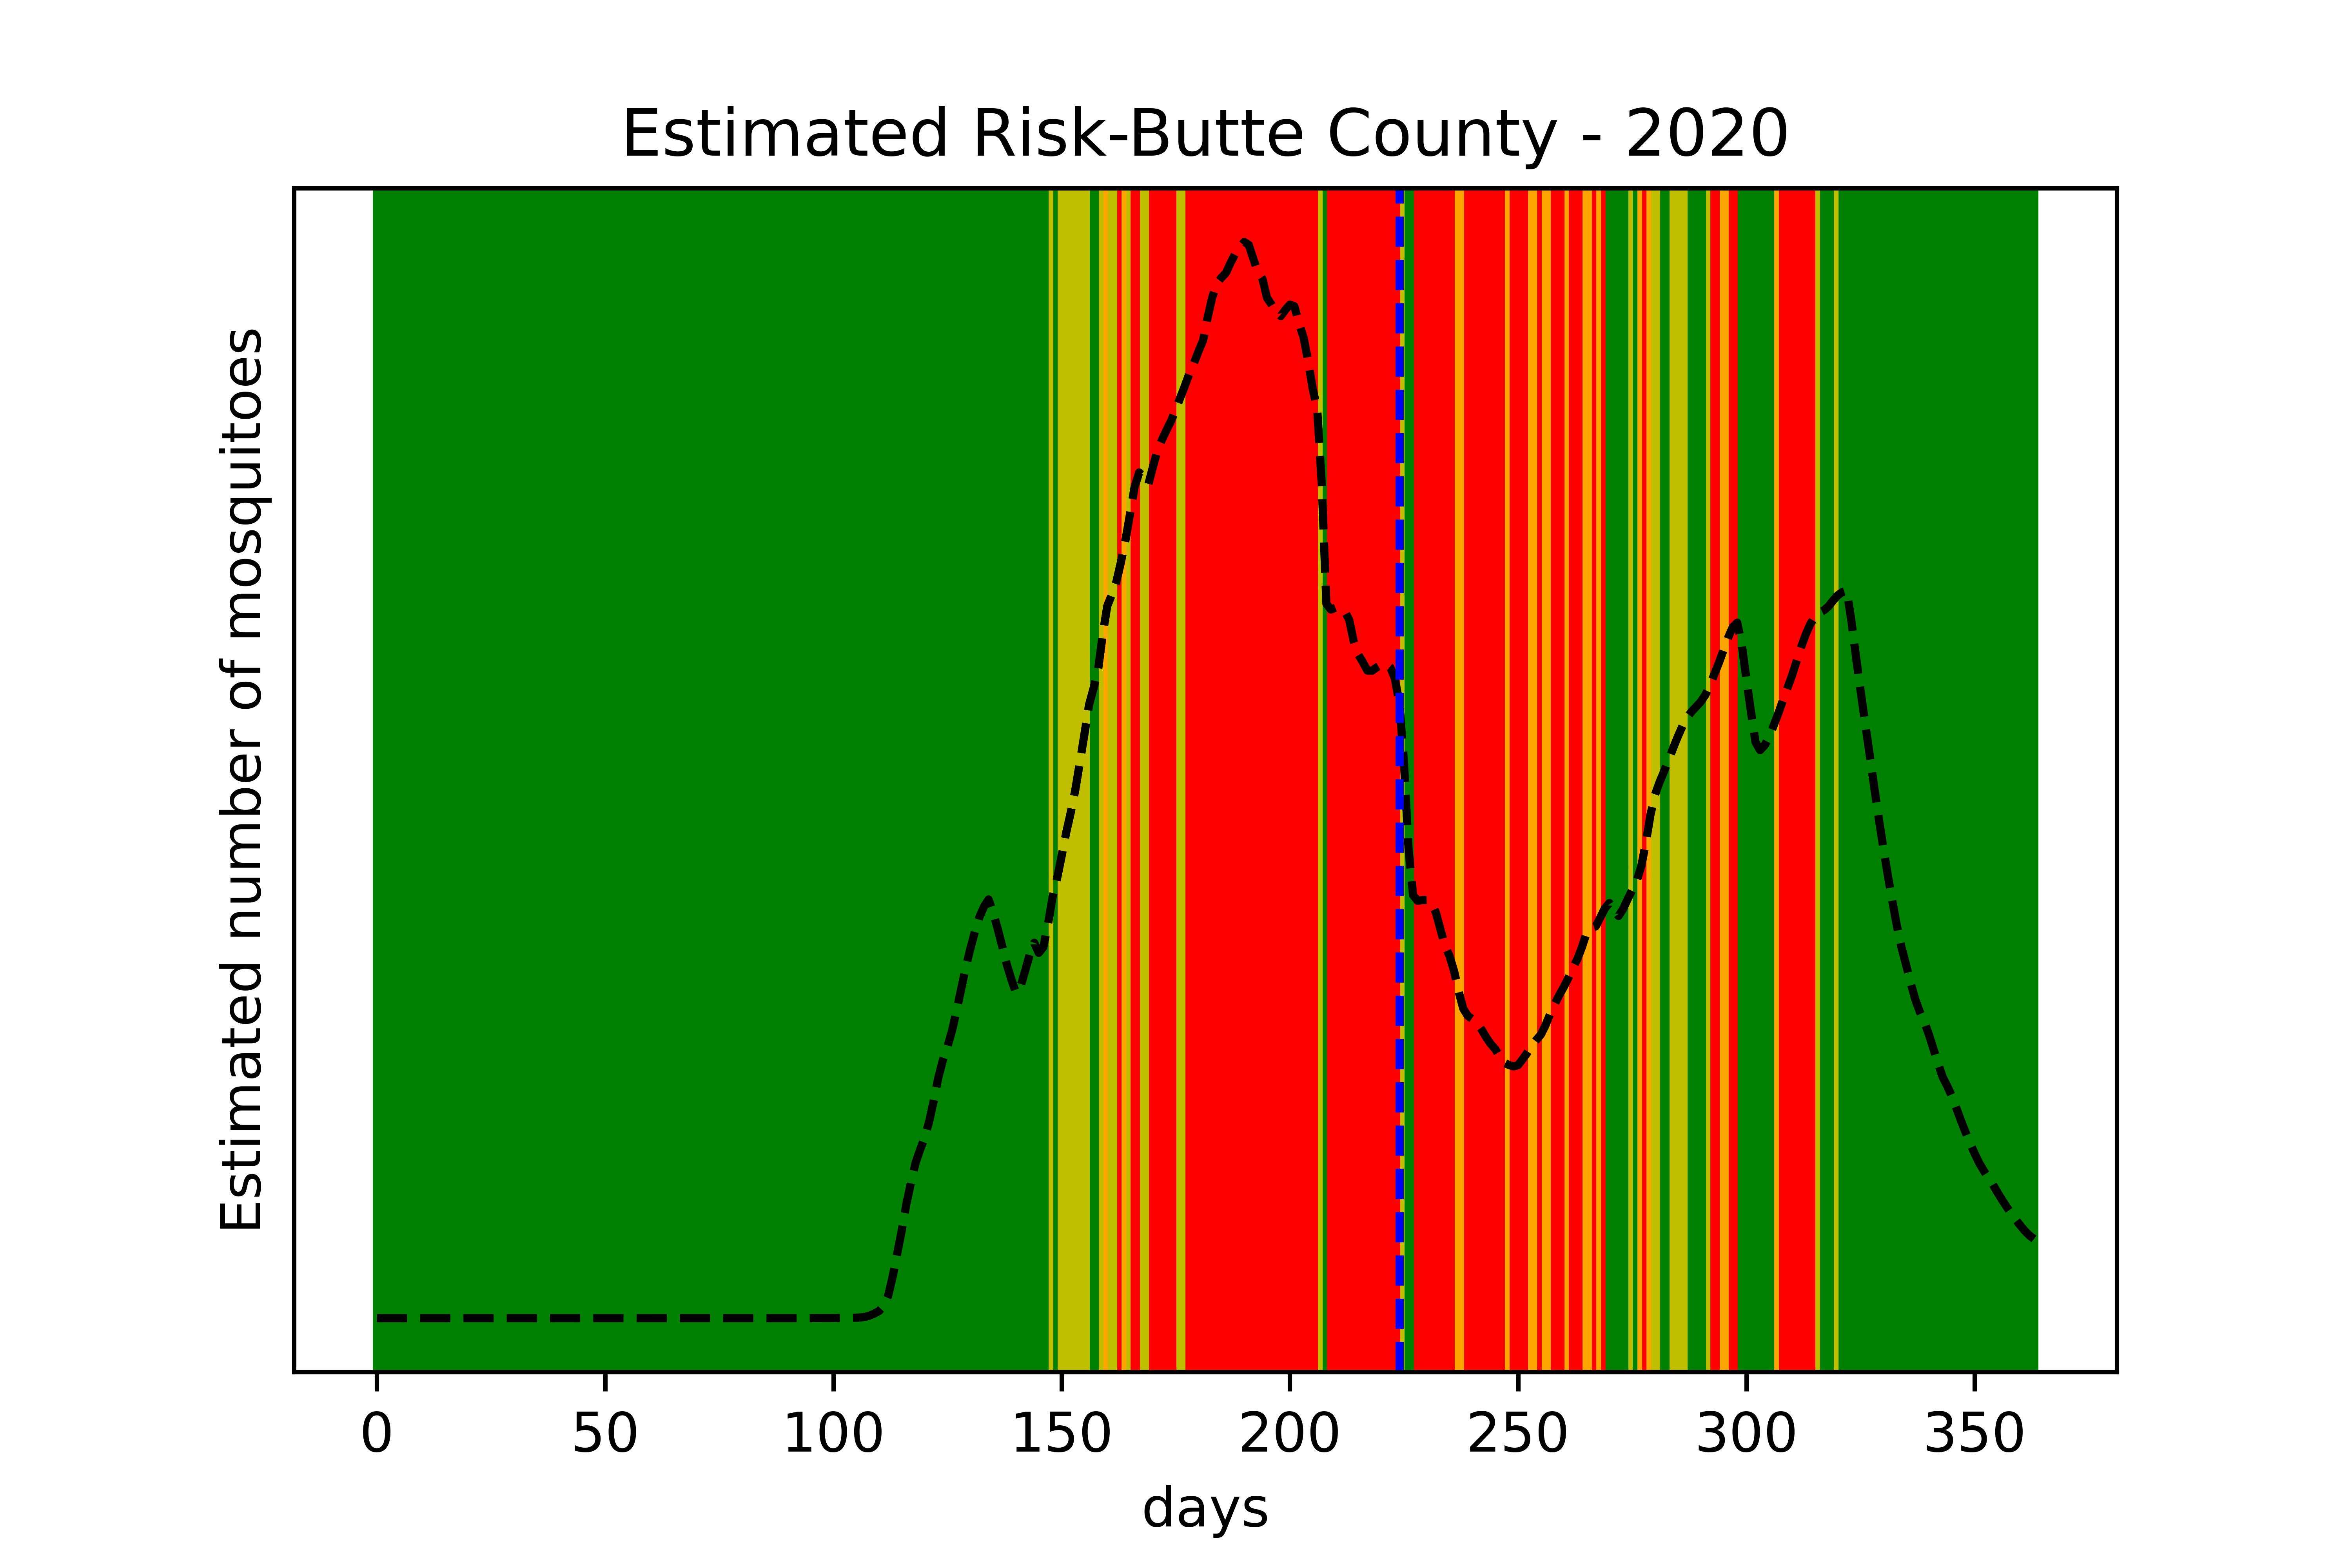 Estimated Risk-Butte County - 2020
Estimated number of mosquitoes
0 50 100 150 200 250 300 350
days